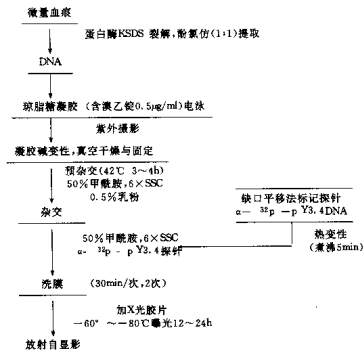 微量血痕
蛋白酶KSDS 裂解,酚氯仿(1:1)提取
DNA
琼脂糖凝胶 (含溴乙锭0.5μg/ml)电泳
紫外摄影
凝胶碱变性,真空干燥与固定
预杂交(42℃ 3~4h)
50%甲酰胺,6×SSC
0.5%乳粉
杂交
缺口平移法标记探针
α- ³²p-p Y3.4DNA
热变性
(煮沸5min)
50%甲酰胺,6×SSC
α- ³²p - p Y3.4 探针
洗膜 (30min/次,2次)
加X光胶片
-60°~-80℃曝光12~24h
放射自显影